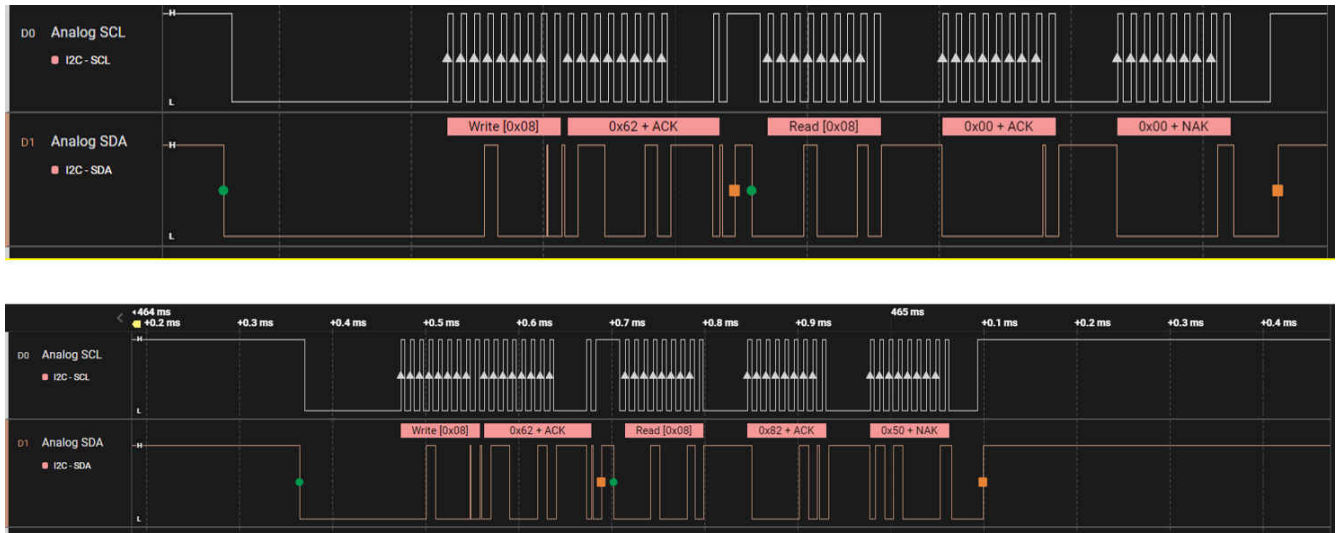 D0 Analog SCL
I2C - SCL
H
L
Write [0x08] 0x62 + ACK Read [0x08] 0x00 + ACK 0x00 + NAK
D1 Analog SDA
H
I2C - SDA
L
464 ms 465 ms
+0.2 ms +0.3 ms +0.4 ms +0.5 ms +0.6 ms +0.7 ms +0.8 ms +0.9 ms +0.1 ms +0.2 ms +0.3 ms +0.4 ms
H
D0 Analog SCL
I2C - SCL
L
Write [0x08] 0x62 + ACK Read [0x08] 0x82 + ACK 0x50 + NAK
D1 Analog SDA
H
I2C - SDA
L